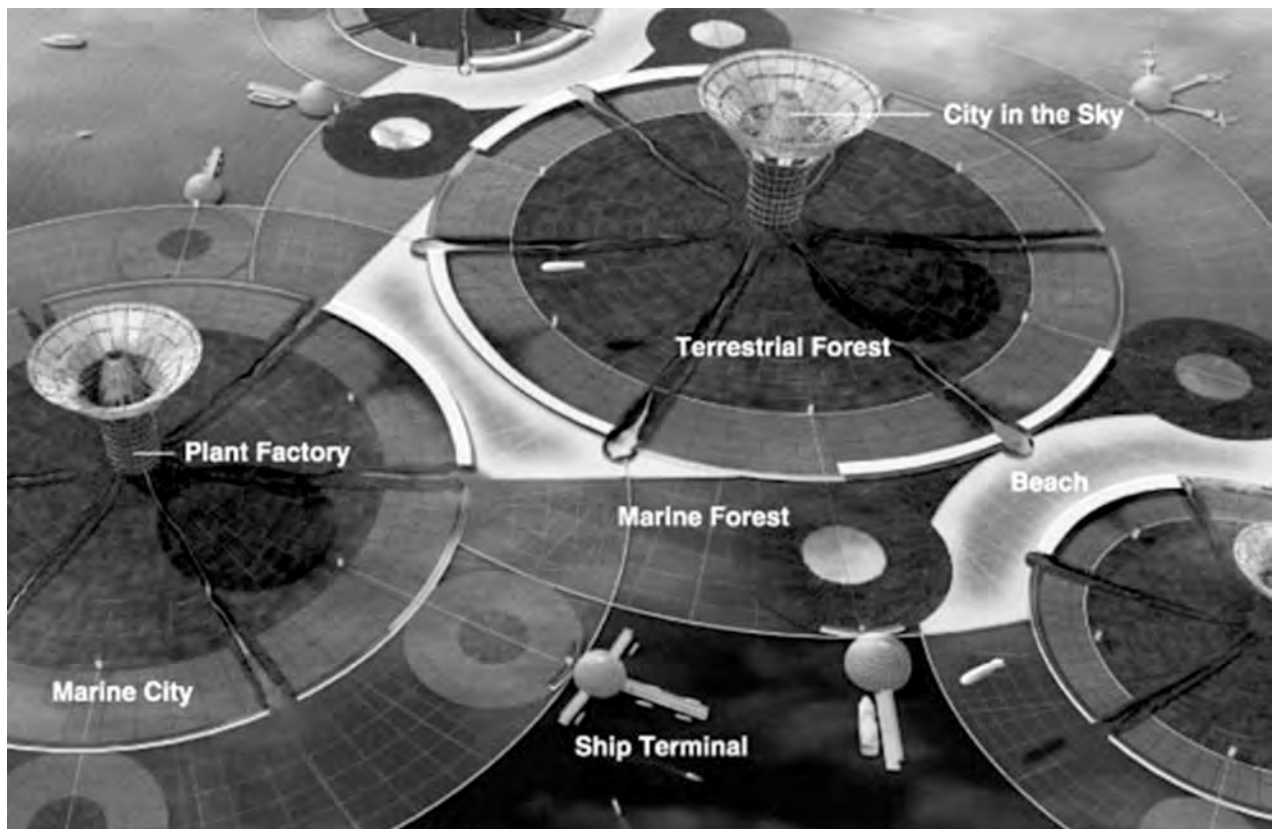 City in the Sky
Terrestrial Forest
Plant Factory
Beach
Marine Forest
Marine City
Ship Terminal